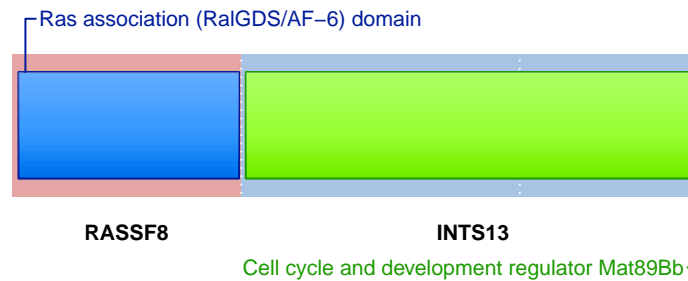 Ras association (RalGDS/AF−6) domain
RASSF8
INTS13
Cell cycle and development regulator Mat89Bb